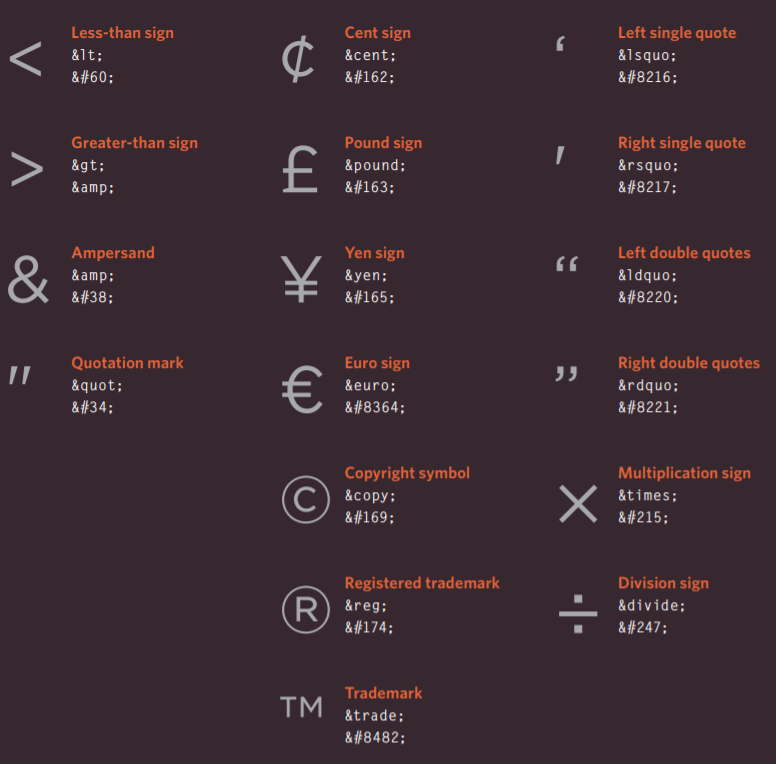 <
Less-than sign
&lt;
&#60;
>
Greater-than sign
&gt;
&amp;
&
Ampersand
&amp;
&#38;
"
Quotation mark
&quot;
&#34;
¢
Cent sign
&cent;
&#162;
£
Pound sign
&pound;
&#163;
¥
Yen sign
&yen;
&#165;
€
Euro sign
&euro;
&#8364;
©
Copyright symbol
&copy;
&#169;
®
Registered trademark
&reg;
&#174;
TM
Trademark
&trade;
&#8482;
‘
Left single quote
&lsquo;
&#8216;
'
Right single quote
&rsquo;
&#8217;
“
Left double quotes
&ldquo;
&#8220;
”
Right double quotes
&rdquo;
&#8221;
×
Multiplication sign
&times;
&#215;
÷
Division sign
&divide;
&#247;